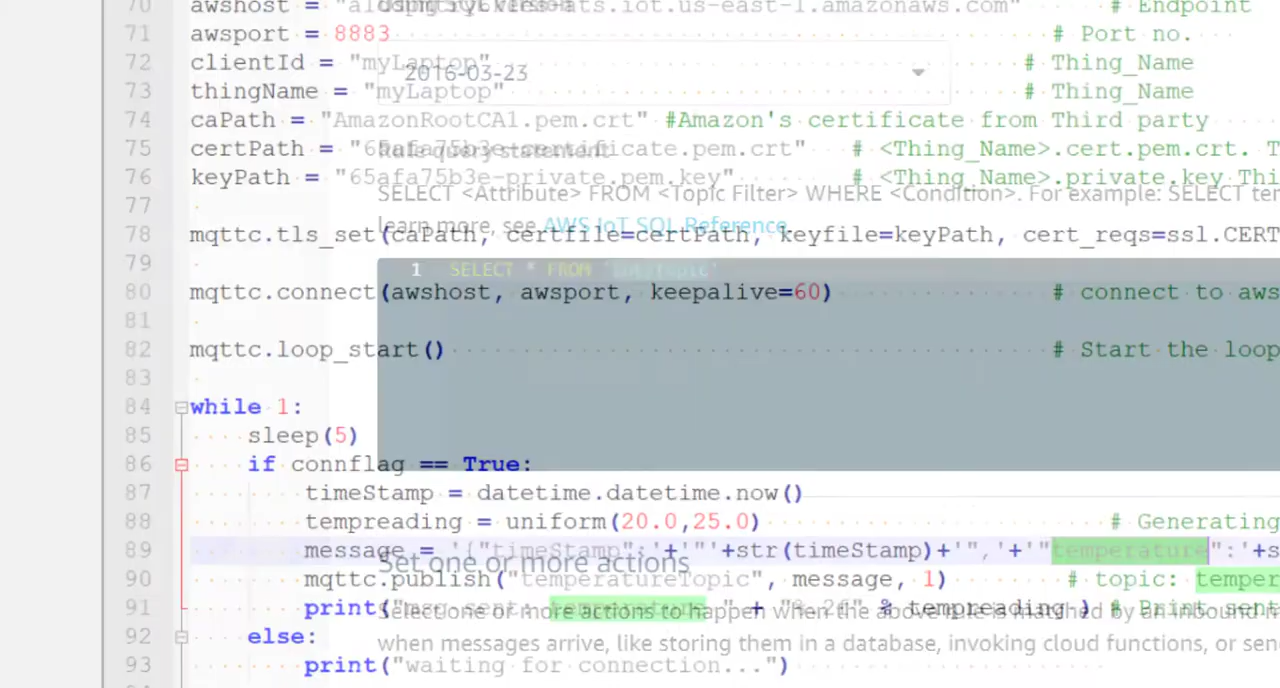 70 awshost =                                     # Endpoint
71 awsport = 8883 # Port no.
72 clientId = "myLaptop" # Thing_Name
2016-03-23
73 thingName = "myLaptop" # Thing_Name
74 caPath = "AmazonRootCA1.pem.crt" #Amazon's certificate from Third party
75 certPath = "65afa75b3e-certificate.pem.crt" # <Thing_Name>.cert.pem.crt. T
Rule query statement
76 keyPath = "65afa75b3e-private.pem.key" # <Thing_Name>.private.key Thi
SELECT <Attribute> FROM <Topic Filter> WHERE <Condition>. For example: SELECT tem
77
learn more, see AWS IoT SQL Reference.
78 mqttc.tls_set(caPath, certfile=certPath, keyfile=keyPath, cert_reqs=ssl.CERT
79
1 SELECT * FROM
80 mqttc.connect(awshost, awsport, keepalive=60) # connect to aws
81
82 mqttc.loop_start() # Start the loop
83
84 while 1:
85 sleep(5)
86 if connflag == True:
87 timeStamp = datetime.datetime.now()
88 tempreading = uniform(20.0,25.0) # Generating
89 message = '{"timeStamp":'+'"'+str(timeStamp)+'",'+'"temperature":'+s
Set one or more actions
90 mqttc.publish("temperatureTopic", message, 1) # topic: temper
91 print("msg sent: temperature " + "%.2f" % tempreading ) # Print sent
Select one or more actions to happen when the above rule is matched by an inbound m
92 else:
when messages arrive, like storing them in a database, invoking cloud functions, or sen
93 print("waiting for connection...")